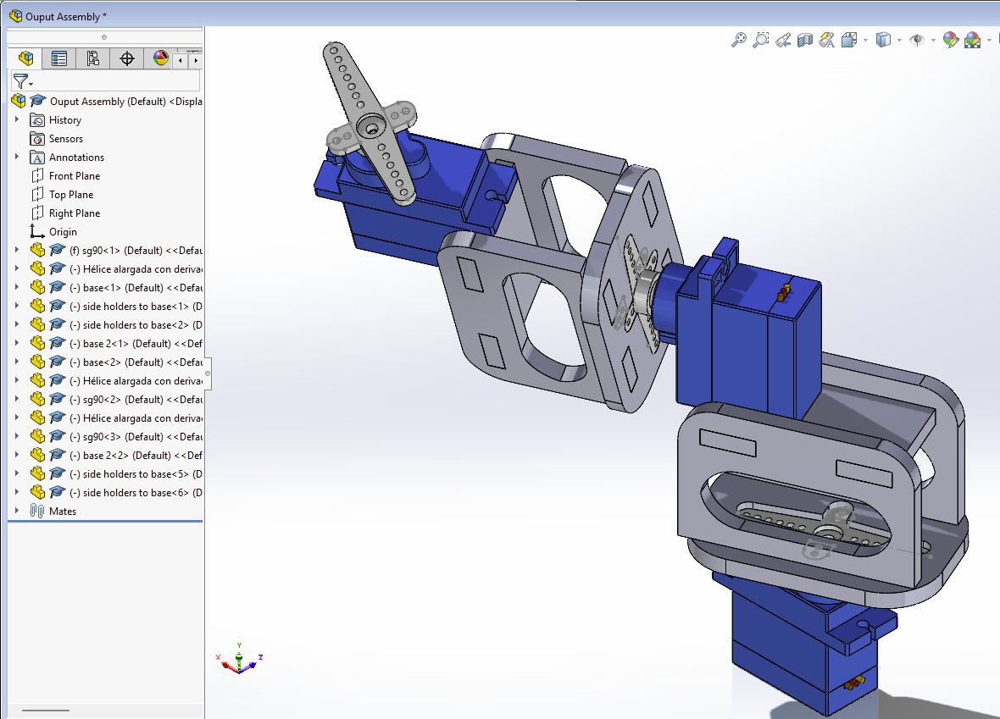 Ouput Assembly *
Ouput Assembly (Default) <Displa
History
Sensors
A Annotations
Front Plane
Top Plane
Right Plane
Origin
(f) sg90<1> (Default) <<Defau
(-) Hélice alargada con deriva
(-) base<1> (Default) <<Defau
(-) side holders to base<1> (D
(-) side holders to base<2> (D
(-) base 2<1> (Default) <<Def
(-) base<2> (Default) <<Defau
(-) Hélice alargada con deriva
(-) sg90<2> (Default) <<Defau
(-) Hélice alargada con deriva
(-) sg90<3> (Default) <<Defau
(-) base 2<2> (Default) <<Def
(-) side holders to base<5> (D
(-) side holders to base<6> (D
Mates
Y
X Z